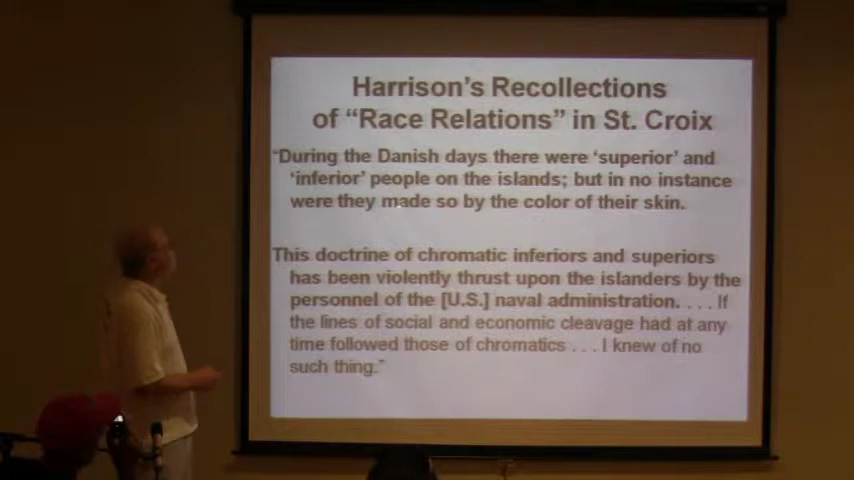 Harrison's Recollections
of “Race Relations” in St. Croix
“During the Danish days there were ‘superior’ and
‘inferior’ people on the islands; but in no instance
were they made so by the color of their skin.
This doctrine of chromatic inferiors and superiors
has been violently thrust upon the islanders by the
personnel of the [U.S.] naval administration. . . . If
the lines of social and economic cleavage had at any
time followed those of chromatics . . . I knew of no
such thing.”